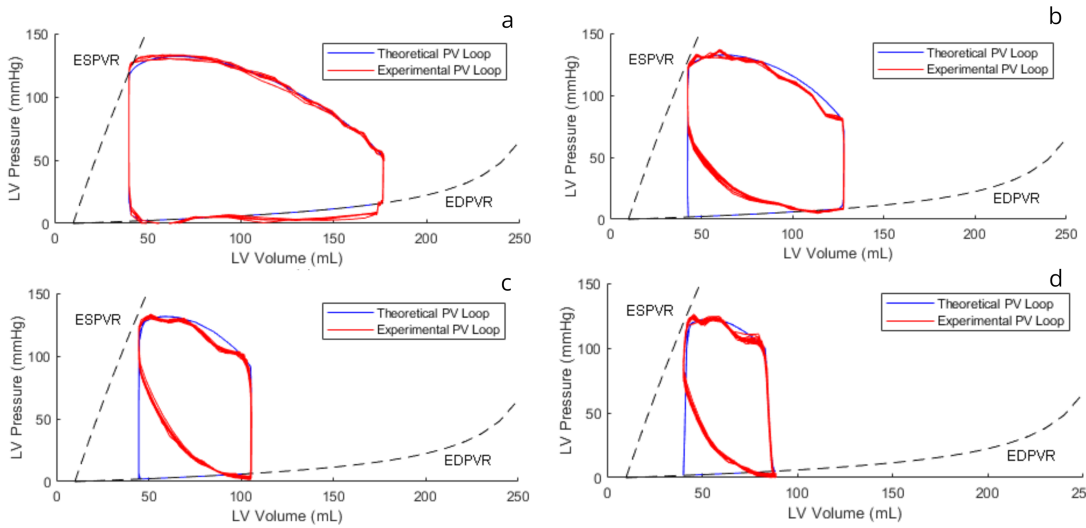 a
150
100
50
0
LV Pressure (mmHg)
ESPVR
Theoretical PV Loop
Experimental PV Loop
EDPVR
0 50 100 150 200 250
LV Volume (mL)
b
150
100
50
0
LV Pressure (mmHg)
ESPVR
Theoretical PV Loop
Experimental PV Loop
EDPVR
0 50 100 150 200 250
LV Volume (mL)
c
150
100
50
0
LV Pressure (mmHg)
ESPVR
Theoretical PV Loop
Experimental PV Loop
EDPVR
0 50 100 150 200 250
LV Volume (mL)
d
150
100
50
0
LV Pressure (mmHg)
ESPVR
Theoretical PV Loop
Experimental PV Loop
EDPVR
0 50 100 150 200 250
LV Volume (mL)